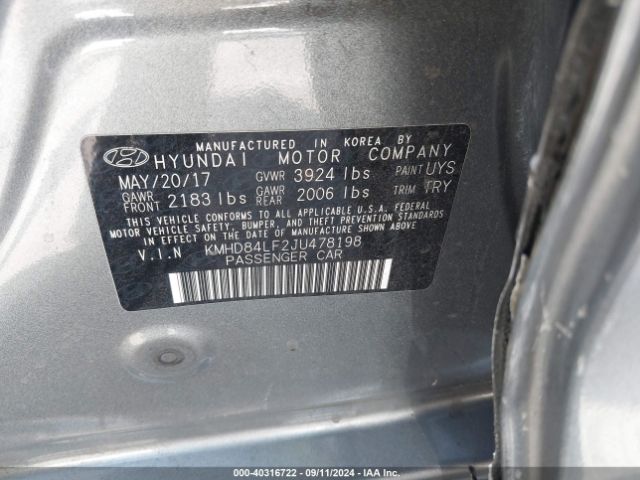 MANUFACTURED IN KOREA BY
HYUNDAI MOTOR COMPANY
MAY/20/17 GVWR 3924 lbs PAINT UYS
GAWR FRONT 2183 lbs GAWR REAR 2006 lbs TRIM TRY
THIS VEHICLE CONFORMS TO ALL APPLICABLE U.S.A. FEDERAL
MOTOR VEHICLE SAFETY, BUMPER, AND THEFT PREVENTION STANDARDS
IN EFFECT ON THE DATE OF MANUFACTURE SHOWN ABOVE.
V.I.N KMHD84LF2JU478198
PASSENGER CAR
000-40316722 - 09/11/2024 - IAA Inc.